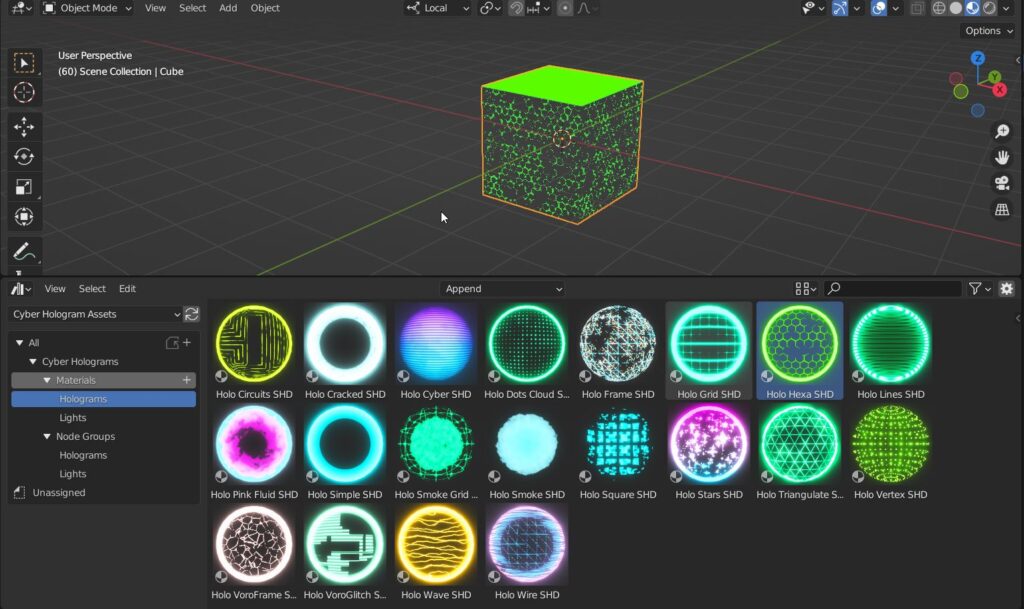 Object Mode View Select Add Object Local
Options
User Perspective
(60) Scene Collection | Cube
Z
Y
X
View Select Edit Append
Cyber Hologram Assets
All
Cyber Holograms
Materials
Holograms
Lights
Node Groups
Holograms
Lights
Unassigned
Holo Circuits SHD Holo Cracked SHD Holo Cyber SHD Holo Dots Cloud S... Holo Frame SHD Holo Grid SHD Holo Hexa SHD Holo Lines SHD
Holo Pink Fluid SHD Holo Simple SHD Holo Smoke Grid ... Holo Smoke SHD Holo Square SHD Holo Stars SHD Holo Triangulate S... Holo Vertex SHD
Holo VoroFrame S... Holo VoroGlitch S... Holo Wave SHD Holo Wire SHD